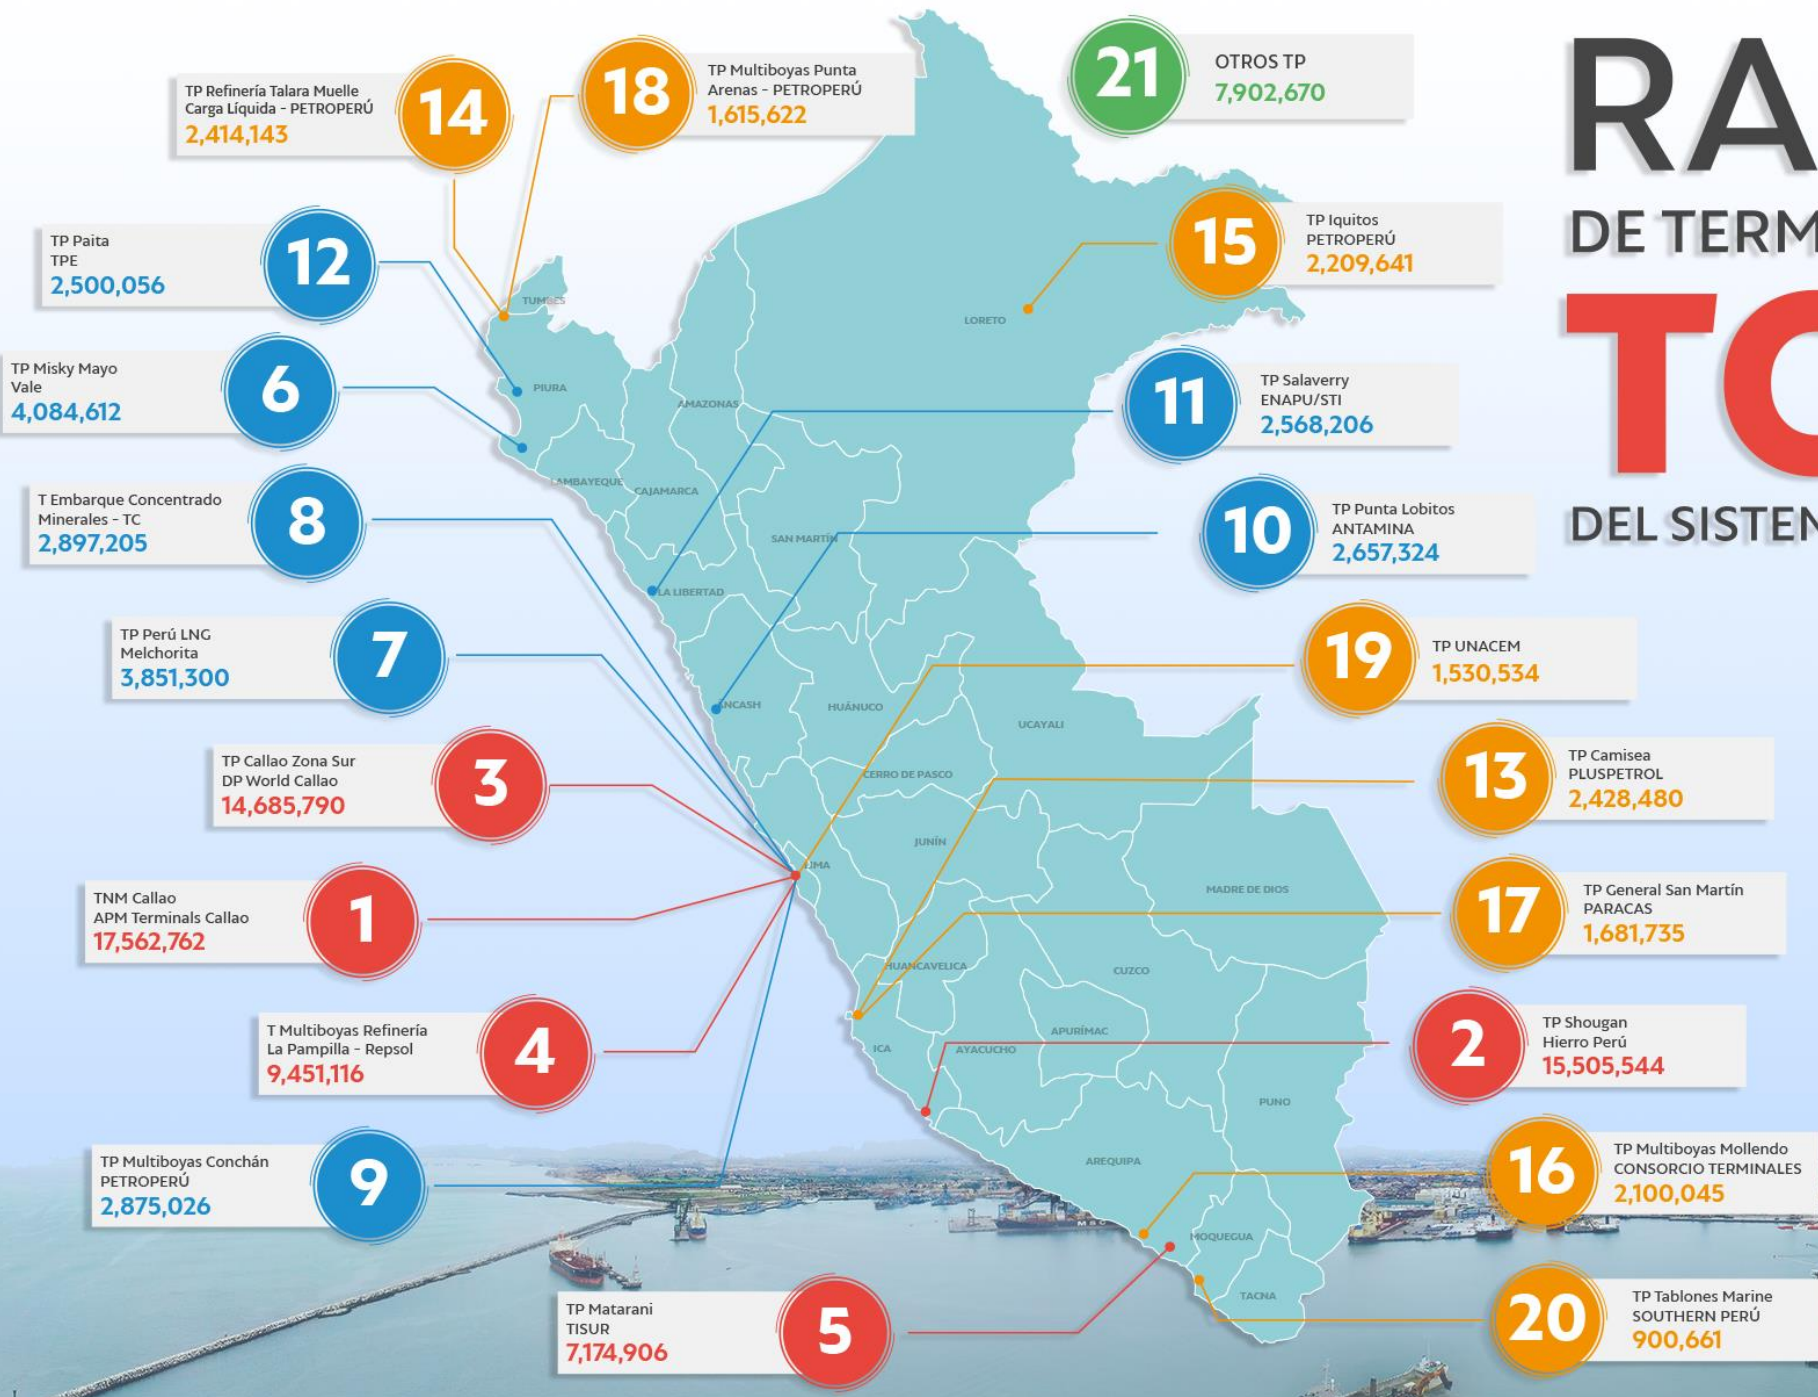 RA
DE TERM
TO
DEL SISTEM
14
TP Refinería Talara Muelle
Carga Líquida - PETROPERÚ
2,414,143
18
TP Multiboyas Punta
Arenas - PETROPERÚ
1,615,622
21
OTROS TP
7,902,670
12
TP Paita
TPE
2,500,056
15
TP Iquitos
PETROPERÚ
2,209,641
6
TP Misky Mayo
Vale
4,084,612
11
TP Salaverry
ENAPU/STI
2,568,206
8
T Embarque Concentrado
Minerales - TC
2,897,205
10
TP Punta Lobitos
ANTAMINA
2,657,324
7
TP Perú LNG
Melchorita
3,851,300
19
TP UNACEM
1,530,534
3
TP Callao Zona Sur
DP World Callao
14,685,790
13
TP Camisea
PLUSPETROL
2,428,480
1
TNM Callao
APM Terminals Callao
17,562,762
17
TP General San Martín
PARACAS
1,681,735
4
T Multiboyas Refinería
La Pampilla - Repsol
9,451,116
2
TP Shougan
Hierro Perú
15,505,544
9
TP Multiboyas Conchán
PETROPERÚ
2,875,026
16
TP Multiboyas Mollendo
CONSORCIO TERMINALES
2,100,045
5
TP Matarani
TISUR
7,174,906
20
TP Tablones Marine
SOUTHERN PERÚ
900,661
TUMBES
LORETO
PIURA
AMAZONAS
LAMBAYEQUE
CAJAMARCA
SAN MARTÍN
LA LIBERTAD
ÁNCASH
HUÁNUCO
UCAYALI
CERRO DE PASCO
JUNÍN
LIMA
MADRE DE DIOS
HUANCAVELICA
CUZCO
APURÍMAC
ICA
AYACUCHO
PUNO
AREQUIPA
MOQUEGUA
TACNA
MSC